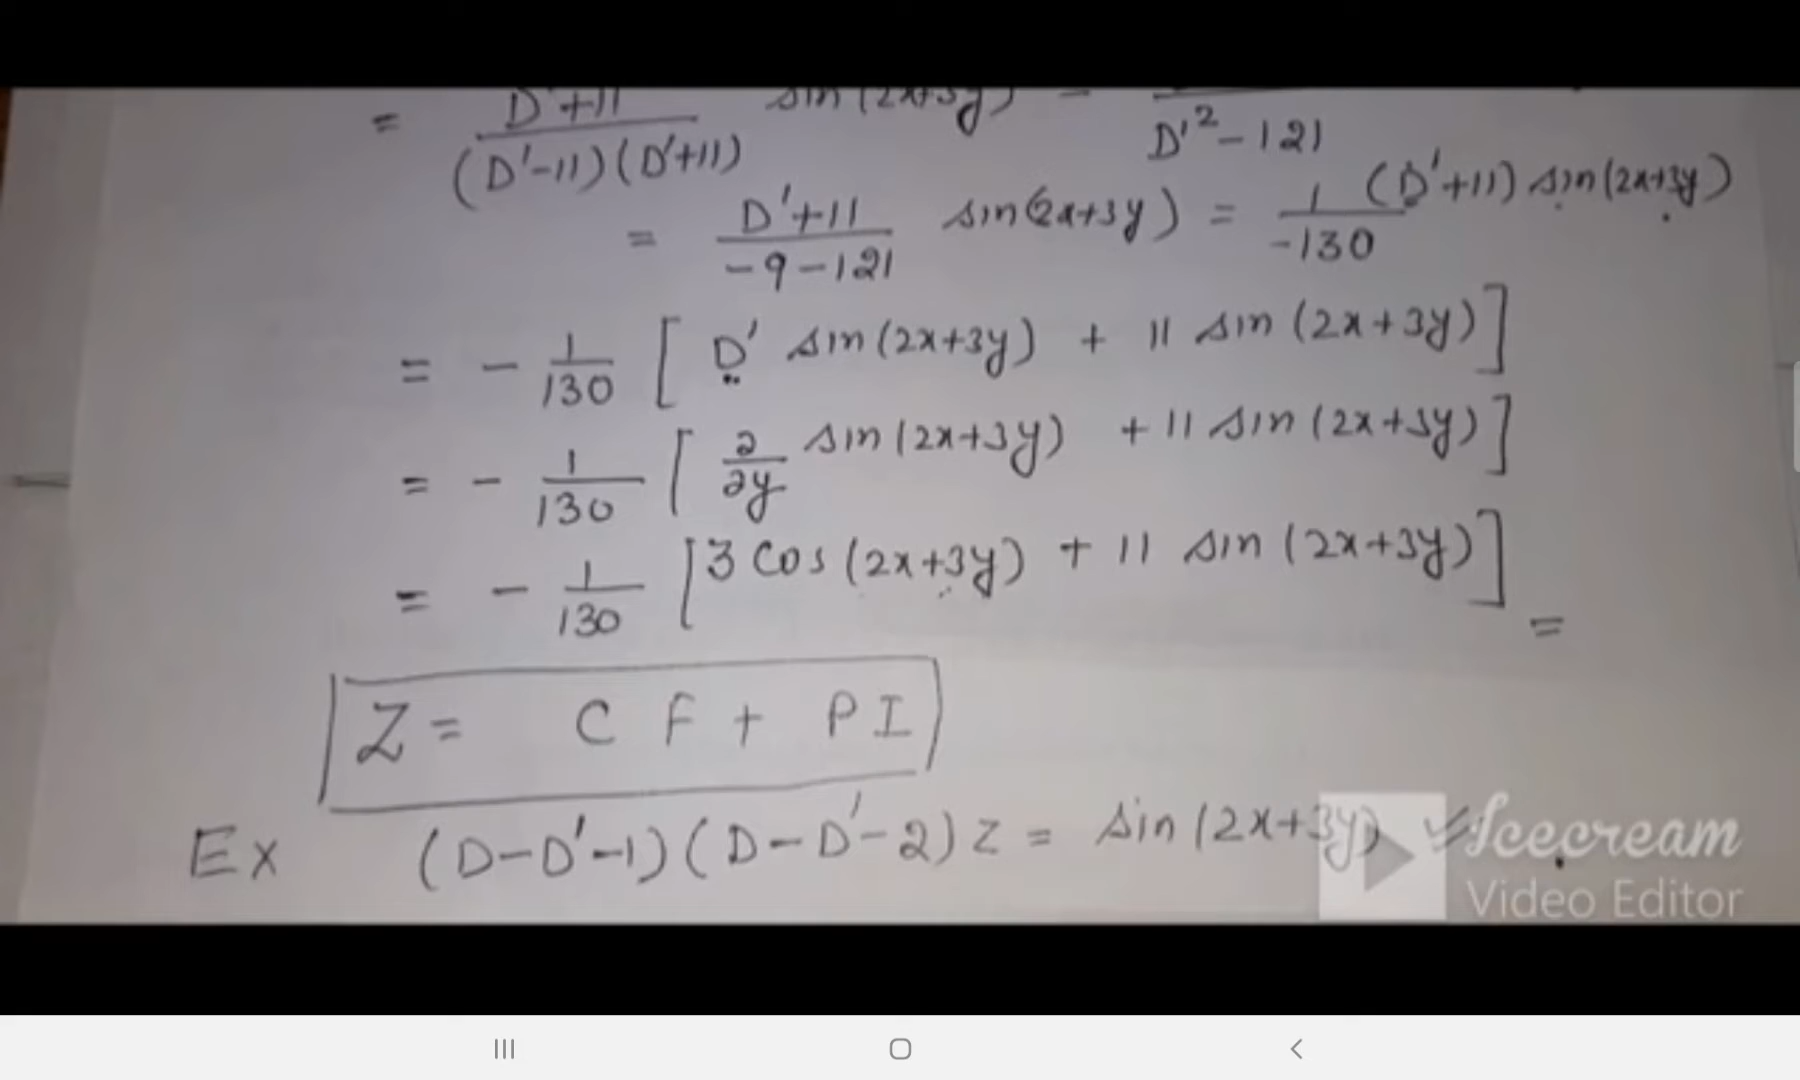 = D'+11 / (D'-11)(D'+11) sin(2x+3y) - / D'² - 121
= D'+11 / -9-121 sin(2x+3y) = 1 / -130 (D'+11) sin(2x+3y)
= - 1/130 [ D' sin(2x+3y) + 11 sin(2x+3y) ]
= - 1/130 [ ∂/∂y sin(2x+3y) + 11 sin(2x+3y) ]
= - 1/130 [ 3 cos(2x+3y) + 11 sin(2x+3y) ] =
Z = C F + P I
Ex (D-D'-1)(D-D'-2)z = sin(2x+3y)
Icecream
Video Editor